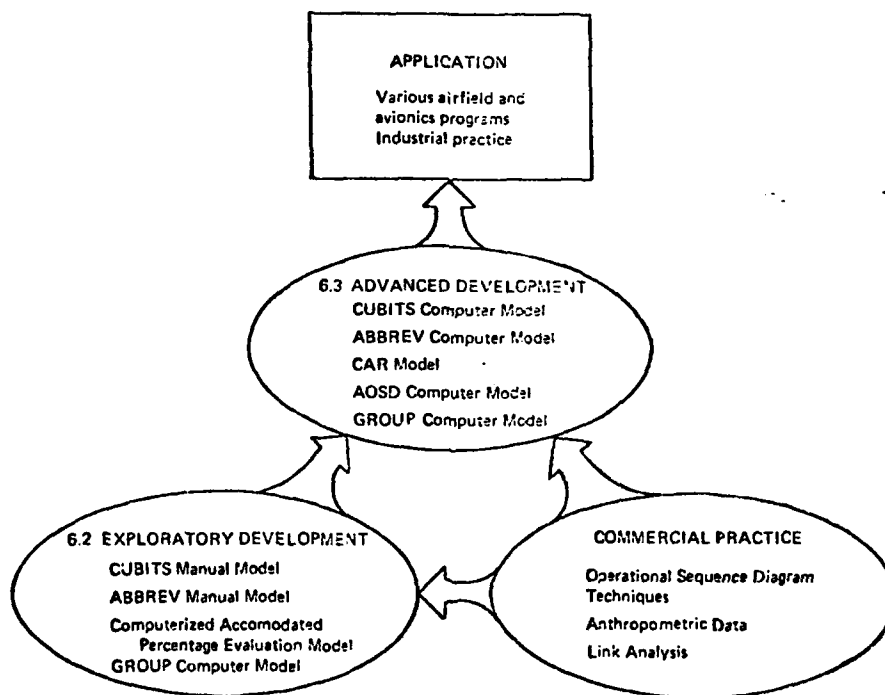 APPLICATION
Various airfield and
avionics programs
Industrial practice
6.3 ADVANCED DEVELOPMENT
CUBITS Computer Model
ABBREV Computer Model
CAR Model
AOSD Computer Model
GROUP Computer Model
6.2 EXPLORATORY DEVELOPMENT
CUBITS Manual Model
ABBREV Manual Model
Computerized Accomodated
Percentage Evaluation Model
GROUP Computer Model
COMMERCIAL PRACTICE
Operational Sequence Diagram
Techniques
Anthropometric Data
Link Analysis